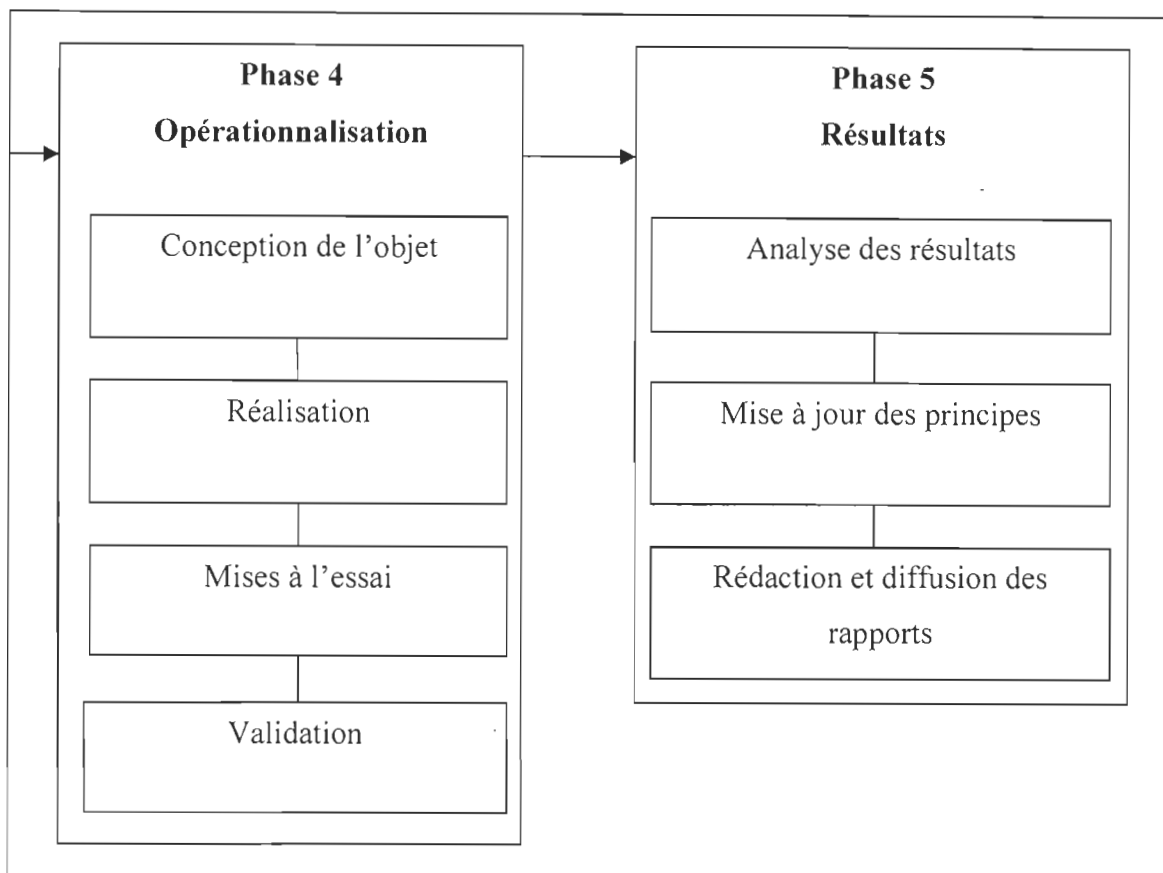 Phase 4
Opérationnalisation
Conception de l'objet
Réalisation
Mises à l'essai
Validation
Phase 5
Résultats
Analyse des résultats
Mise à jour des principes
Rédaction et diffusion des
rapports